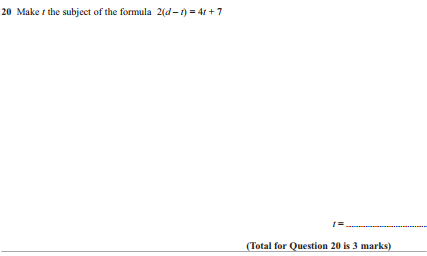 20 Make t the subject of the formula 2(d – t) = 4t + 7
t = ..............................
(Total for Question 20 is 3 marks)